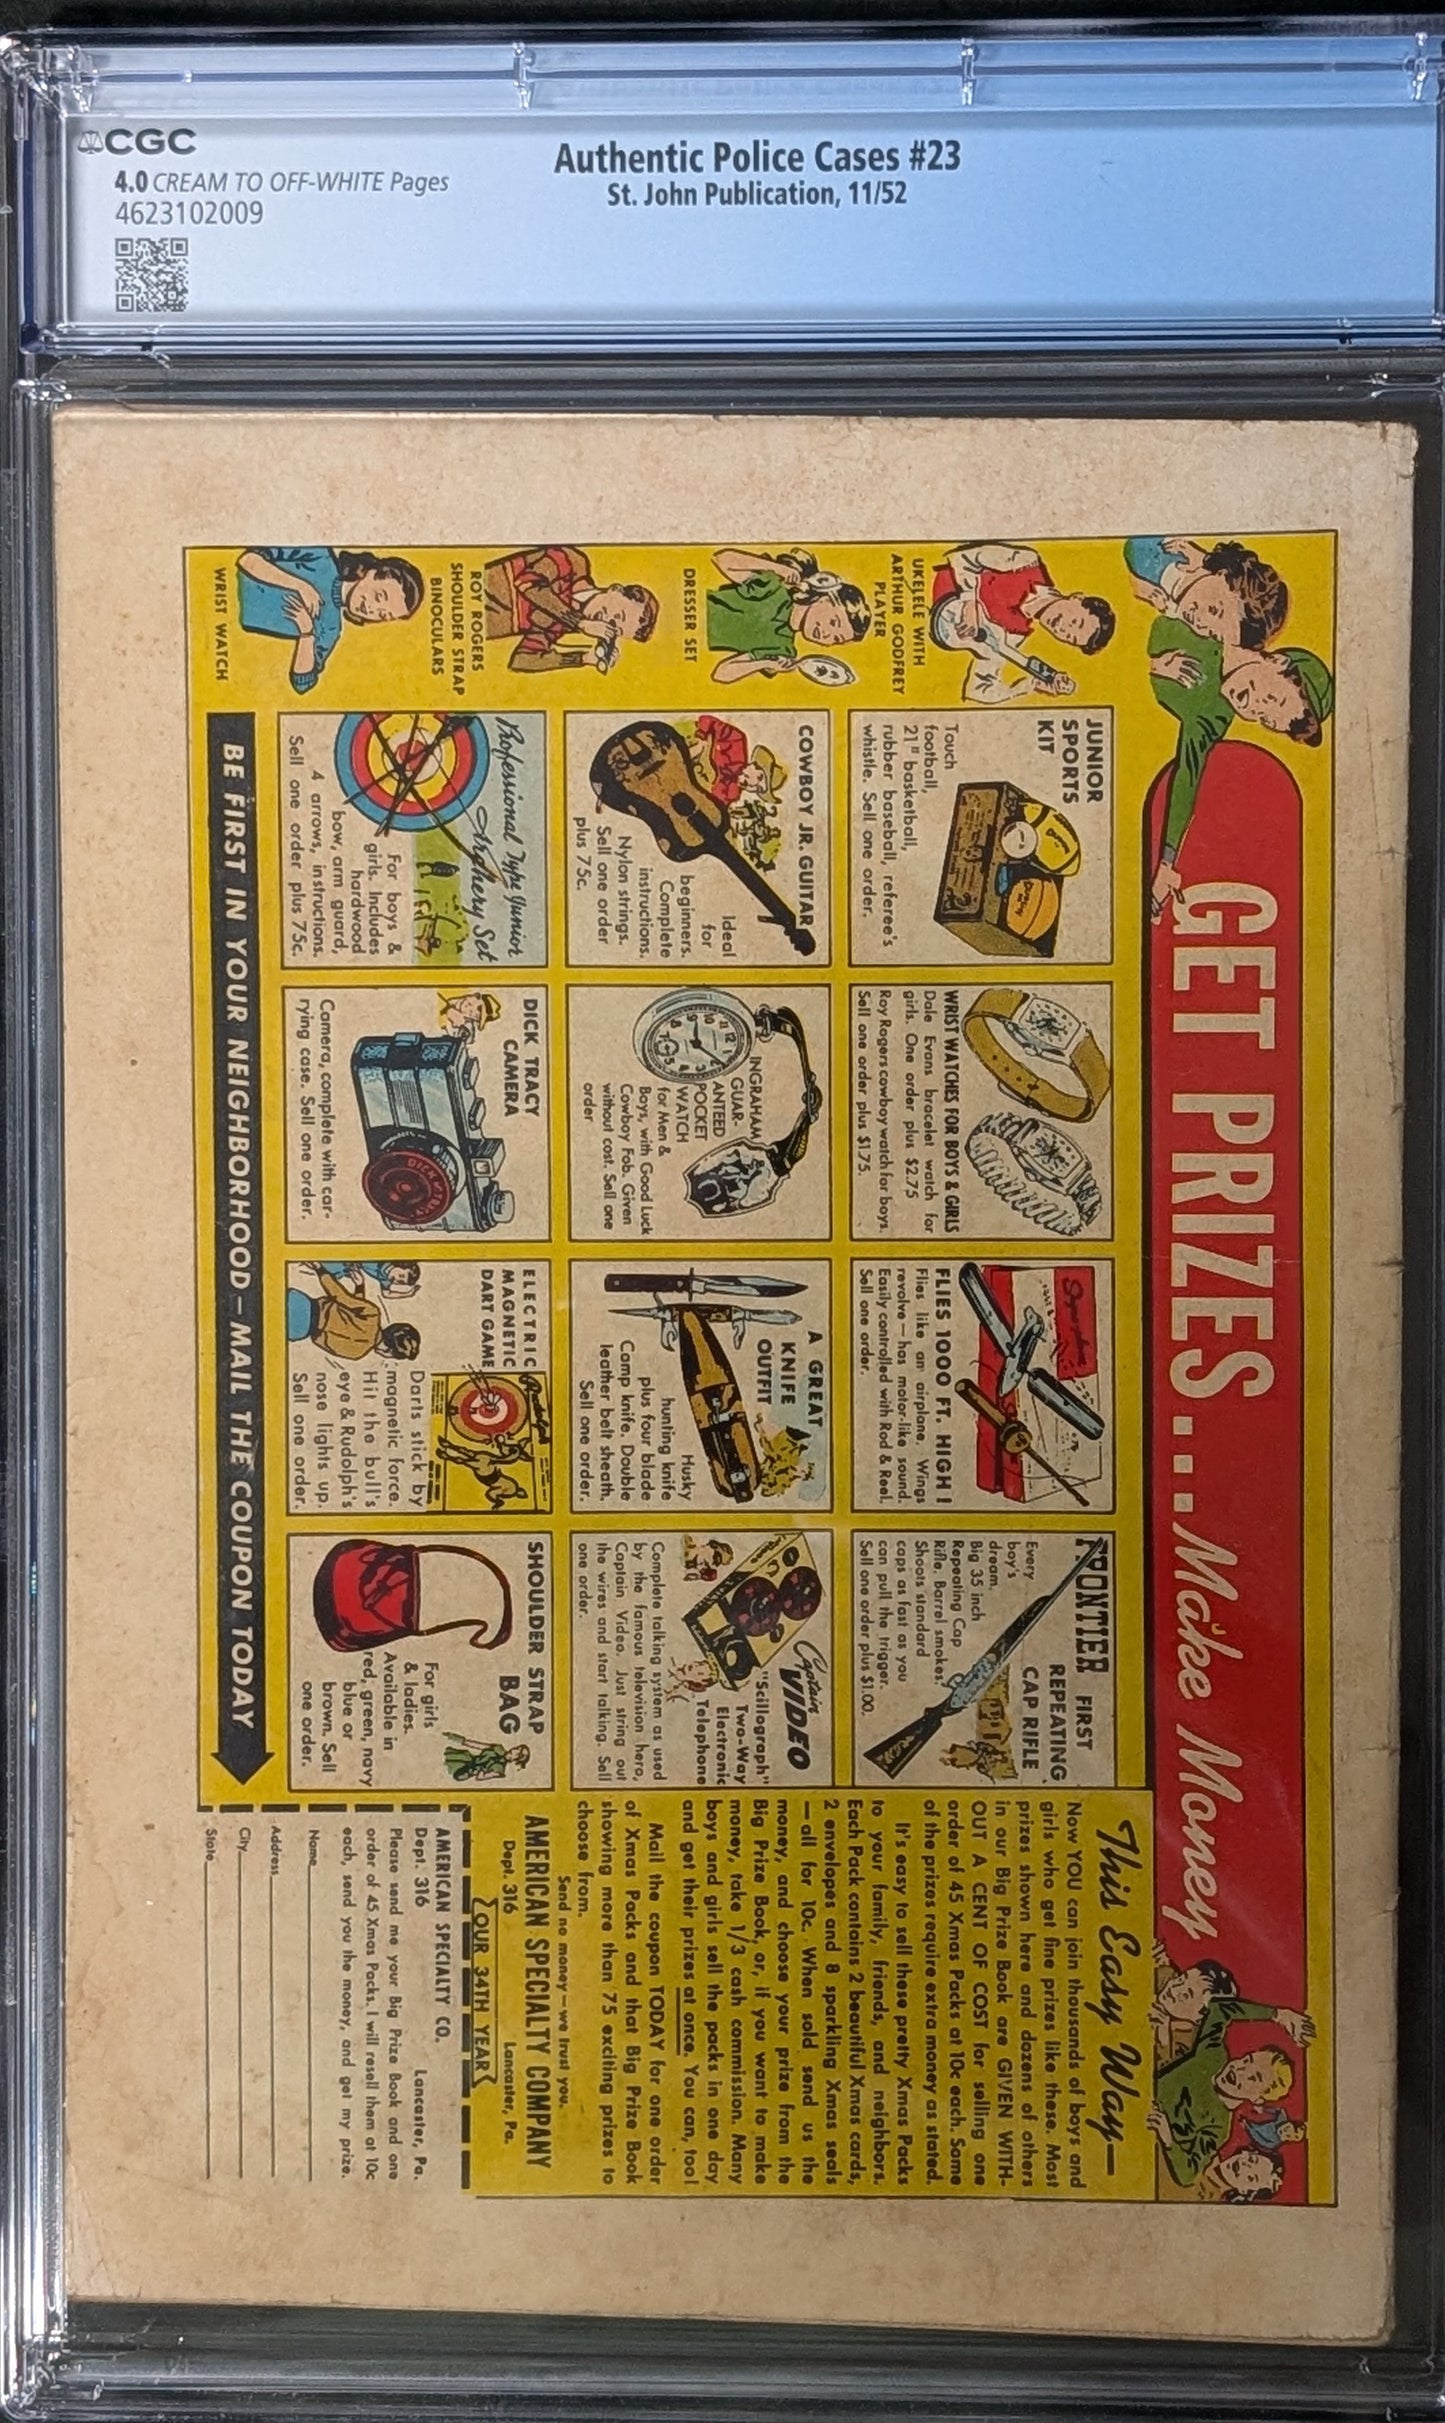 CGC
4.0 CREAM TO OFF-WHITE Pages
4623102009
Authentic Police Cases #23
St. John Publication, 11/52
GET PRIZES...Make Money
This Easy Way—
UKELELE WITH
ARTHUR GODFREY
PLAYER
DRESSER SET
ROY ROGERS
SHOULDER STRAP
BINOCULARS
WRIST WATCH
JUNIOR
SPORTS
KIT
Touch
football,
21" basketball,
rubber baseball, referee's
whistle. Sell one order.
WRIST WATCHES FOR BOYS & GIRLS
Dale Evans bracelet watch for
girls. One order plus $2.75
Roy Rogers cowboy watch for boys.
Sell one order plus $1.75.
FLIES 1000 FT. HIGH!
Flies like an airplane. Wings
revolve — has motor-like sound.
Easily controlled with Rod & Reel.
Sell one order.
FRONTIER FIRST
REPEATING
CAP RIFLE
Every
boy's
dream.
Big 35 inch
Repeating Cap
Rifle. Barrel smokes.
Shoots standard
caps as fast as you
can pull the trigger.
Sell one order plus $1.00.
COWBOY JR. GUITAR
Ideal
for
beginners.
Complete
instructions.
Nylon strings.
Sell one order
plus 75c.
INGRAHAM
GUAR-
ANTEED
POCKET
WATCH
for Men &
Boys, with Good Luck
Cowboy Fob. Given
without cost. Sell one
order
A GREAT
KNIFE
OUTFIT
Husky
hunting knife
plus four blade
Camp knife. Double
leather belt sheath.
Sell one order.
Captain
VIDEO
"Scillograph"
Two-Way
Electronic
Telephone
Complete talking system as used
by the famous television hero,
Captain Video. Just string out
the wires and start talking. Sell
one order.
Professional Type Junior
Archery Set
For boys &
girls. Includes
hardwood
bow, arm guard,
4 arrows, instructions.
Sell one order plus 75c.
DICK TRACY
CAMERA
DICK TRACY
Camera, complete with car-
rying case. Sell one order.
ELECTRIC
MAGNETIC
DART GAME
Rudolph
Darts stick by
magnetic force.
Hit the bull's
eye & Rudolph's
nose lights up.
Sell one order.
SHOULDER STRAP
BAG
For girls
& ladies.
Available in
red, green, navy
blue or
brown. Sell
one order.
BE FIRST IN YOUR NEIGHBORHOOD—MAIL THE COUPON TODAY
Now YOU can join thousands of boys and
girls who get fine prizes like these. Most
prizes shown here and dozens of others
in our Big Prize Book are GIVEN WITH-
OUT A CENT OF COST for selling one
order of 45 Xmas Packs at 10c each. Some
of the prizes require extra money as stated.
It's easy to sell these pretty Xmas Packs
to your family, friends, and neighbors.
Each Pack contains 2 beautiful Xmas cards,
2 envelopes and 8 sparkling Xmas seals
—all for 10c. When sold send us the
money, and choose your prize from the
Big Prize Book, or, if you want to make
money, take 1/3 cash commission. Many
boys and girls sell the packs in one day
and get their prizes at once. You can, too!
Mail the coupon TODAY for one order
of Xmas Packs and that Big Prize Book
showing more than 75 exciting prizes to
choose from.
Send no money—we trust you.
AMERICAN SPECIALTY COMPANY
Dept. 316 Lancaster, Pa.
OUR 34TH YEAR
AMERICAN SPECIALTY CO.
Dept. 316 Lancaster, Pa.
Please send me your Big Prize Book and one
order of 45 Xmas Packs. I will resell them at 10c
each, send you the money, and get my prize.
Name
Address
City
State